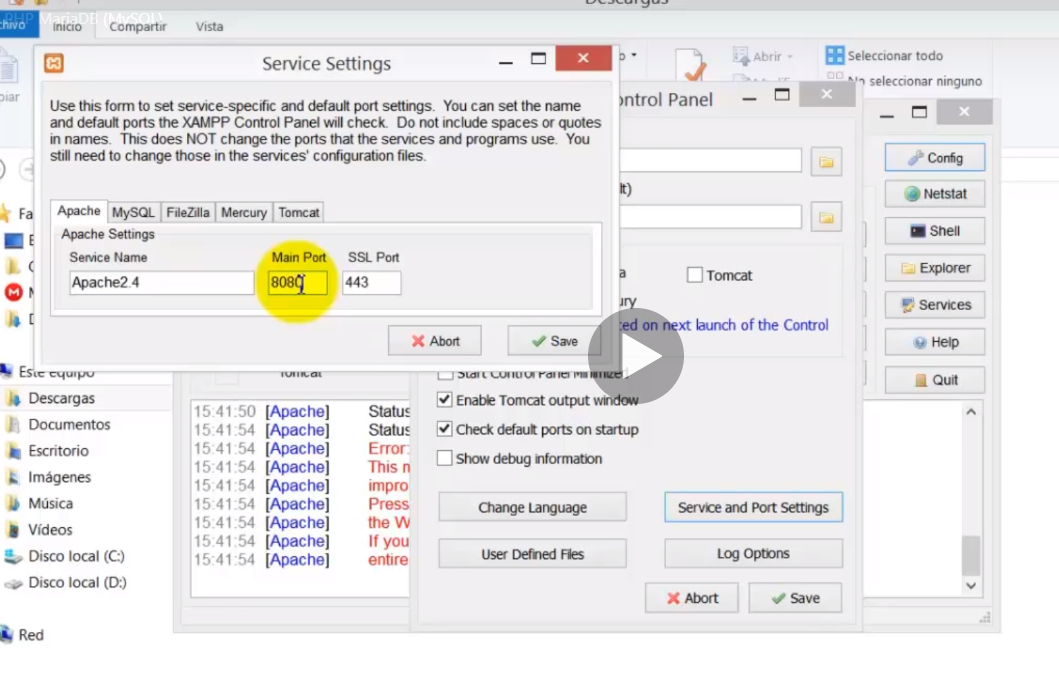 Descargas
PHP MariaDB (MySQL)
Inicio
Compartir
Vista
Abrir
Seleccionar todo
No seleccionar ninguno
Service Settings
Use this form to set service-specific and default port settings. You can set the name
and default ports the XAMPP Control Panel will check. Do not include spaces or quotes
in names. This does NOT change the ports that the services and programs use. You
still need to change those in the services' configuration files.
Apache
MySQL
FileZilla
Mercury
Tomcat
Apache Settings
Service Name
Main Port
SSL Port
Apache2.4
8080
443
Abort
Save
Control Panel
Tomcat
on next launch of the Control
Start Control Panel Minimized
Enable Tomcat output window
Check default ports on startup
Show debug information
Change Language
Service and Port Settings
User Defined Files
Log Options
Abort
Save
Config
Netstat
Shell
Explorer
Services
Help
Quit
Tomcat
15:41:50 [Apache] Status
15:41:54 [Apache] Status
15:41:54 [Apache] Error:
15:41:54 [Apache] This
15:41:54 [Apache] impro
15:41:54 [Apache] Press
15:41:54 [Apache] the W
15:41:54 [Apache] If you
15:41:54 [Apache] entire
Este equipo
Descargas
Documentos
Escritorio
Imágenes
Música
Vídeos
Disco local (C:)
Disco local (D:)
Red